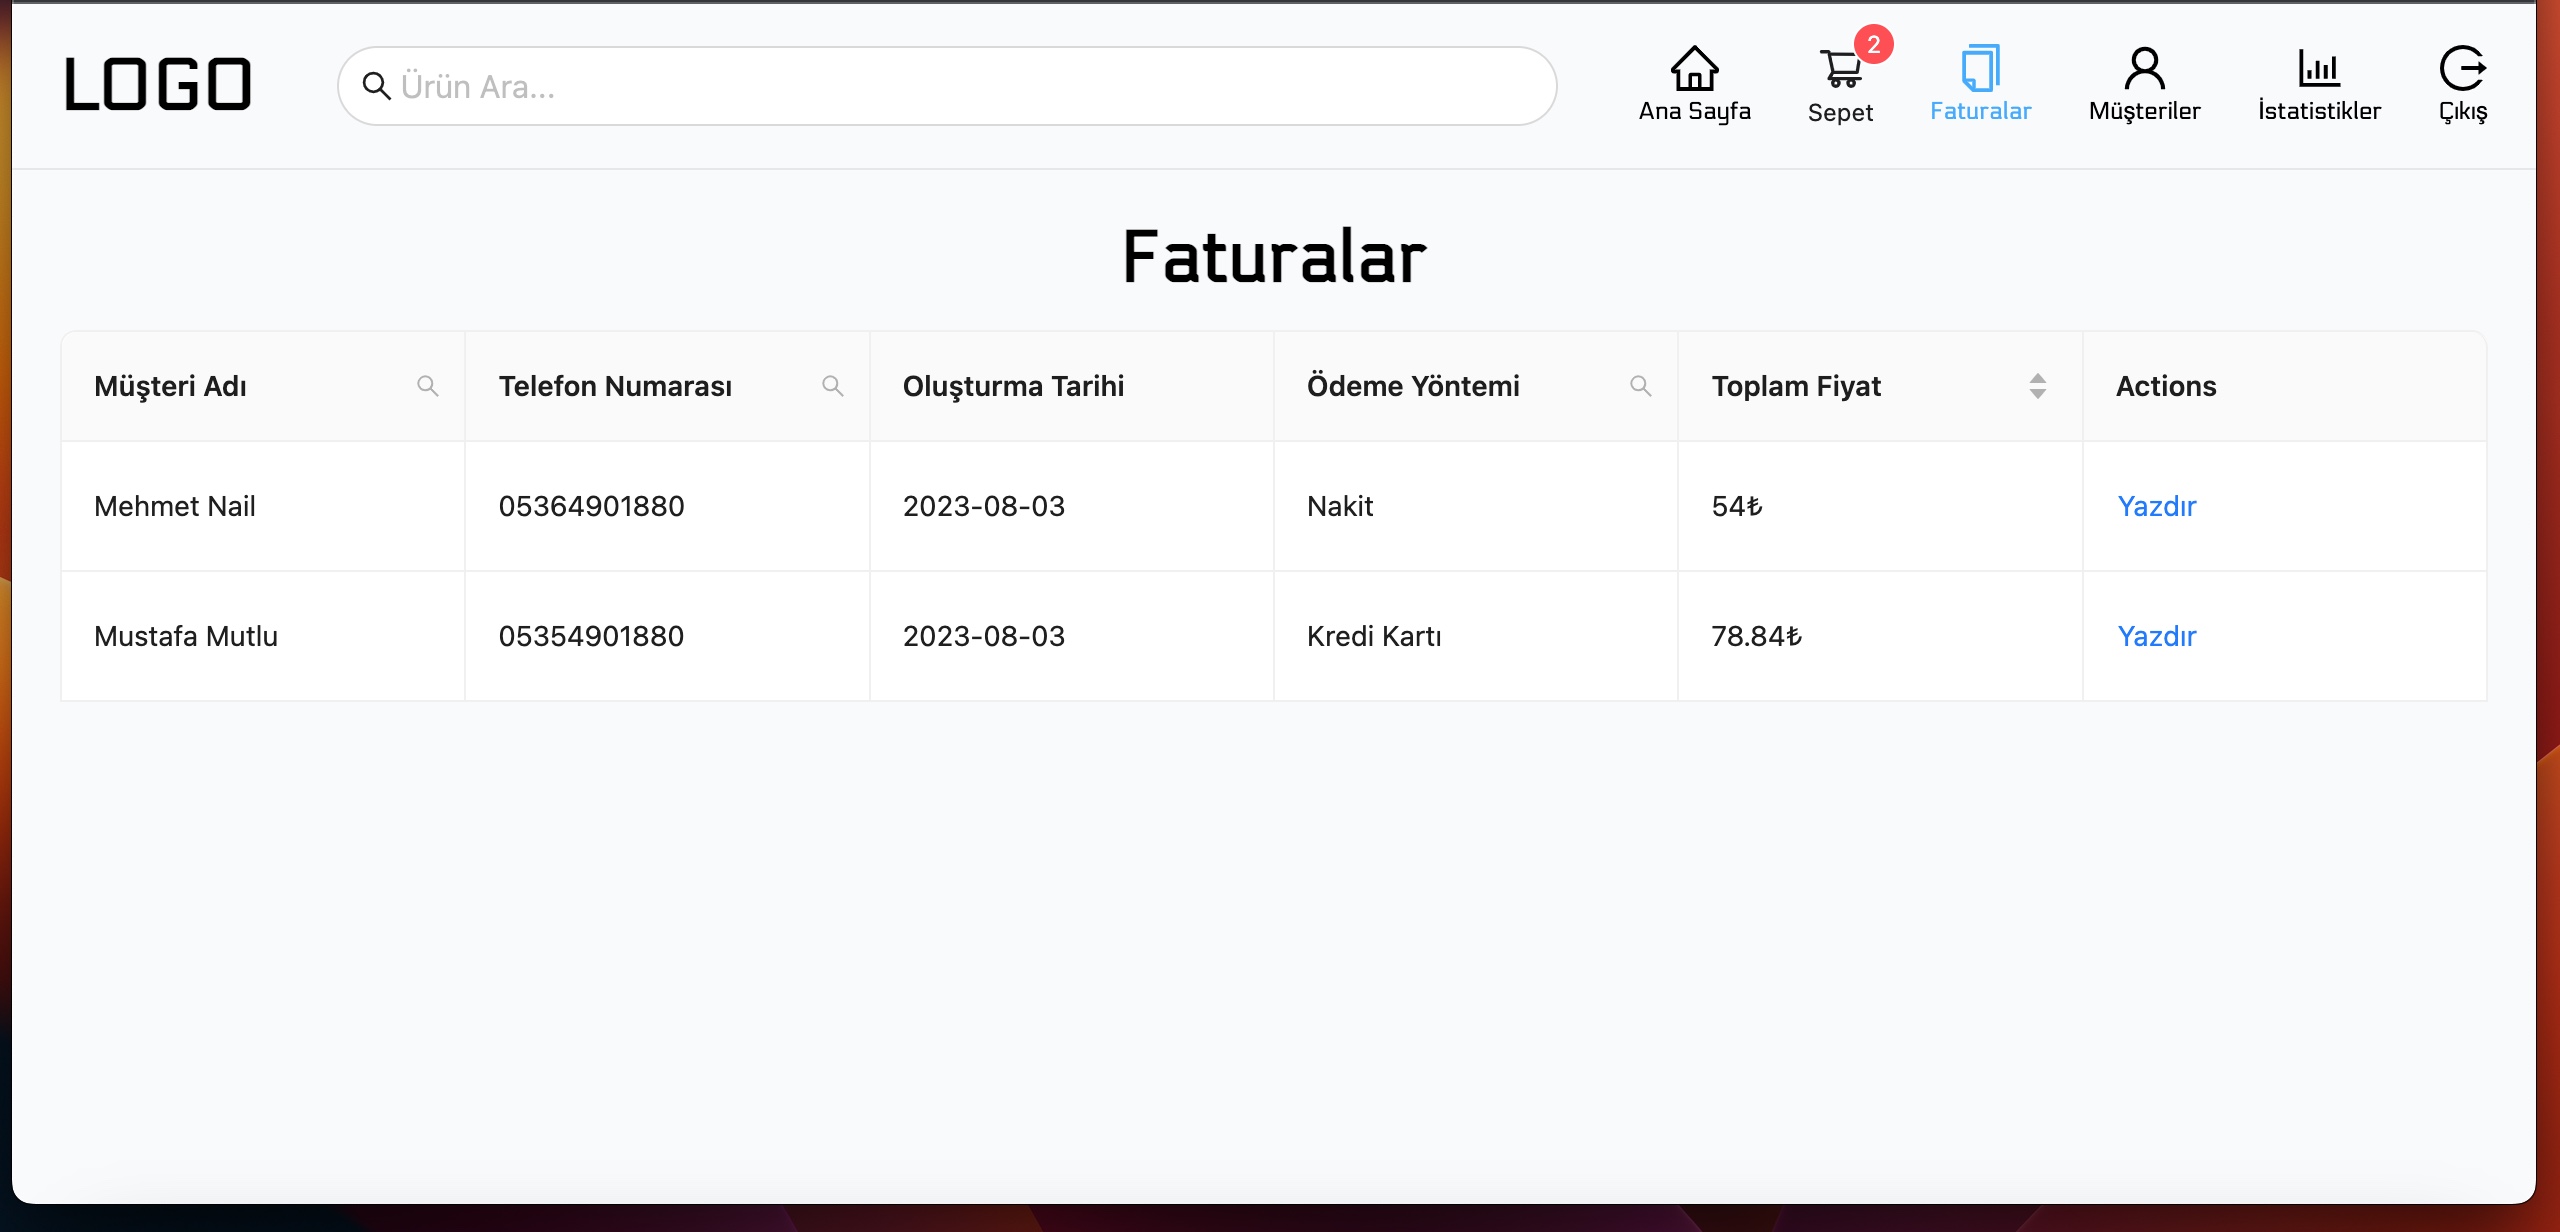 LOGO
Ürün Ara...
2
Ana Sayfa
Sepet
Faturalar
Müşteriler
İstatistikler
Çıkış
Faturalar
Müşteri Adı Telefon Numarası Oluşturma Tarihi Ödeme Yöntemi Toplam Fiyat Actions
Mehmet Nail 05364901880 2023-08-03 Nakit 54₺ Yazdır
Mustafa Mutlu 05354901880 2023-08-03 Kredi Kartı 78.84₺ Yazdır